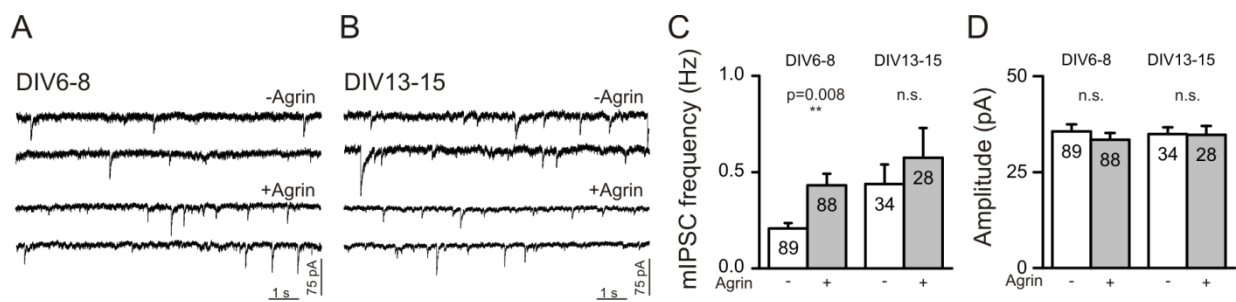 A
DIV6-8
-Agrin
+Agrin
1 s
75 pA
B
DIV13-15
-Agrin
+Agrin
1 s
75 pA
C
mIPSC frequency (Hz)
DIV6-8 DIV13-15
1.0
p=0.008 n.s.
**
0.5
89 88 34 28
0.0
Agrin - + - +
D
Amplitude (pA)
DIV6-8 DIV13-15
50
n.s. n.s.
25
89 88 34 28
0
Agrin - + - +